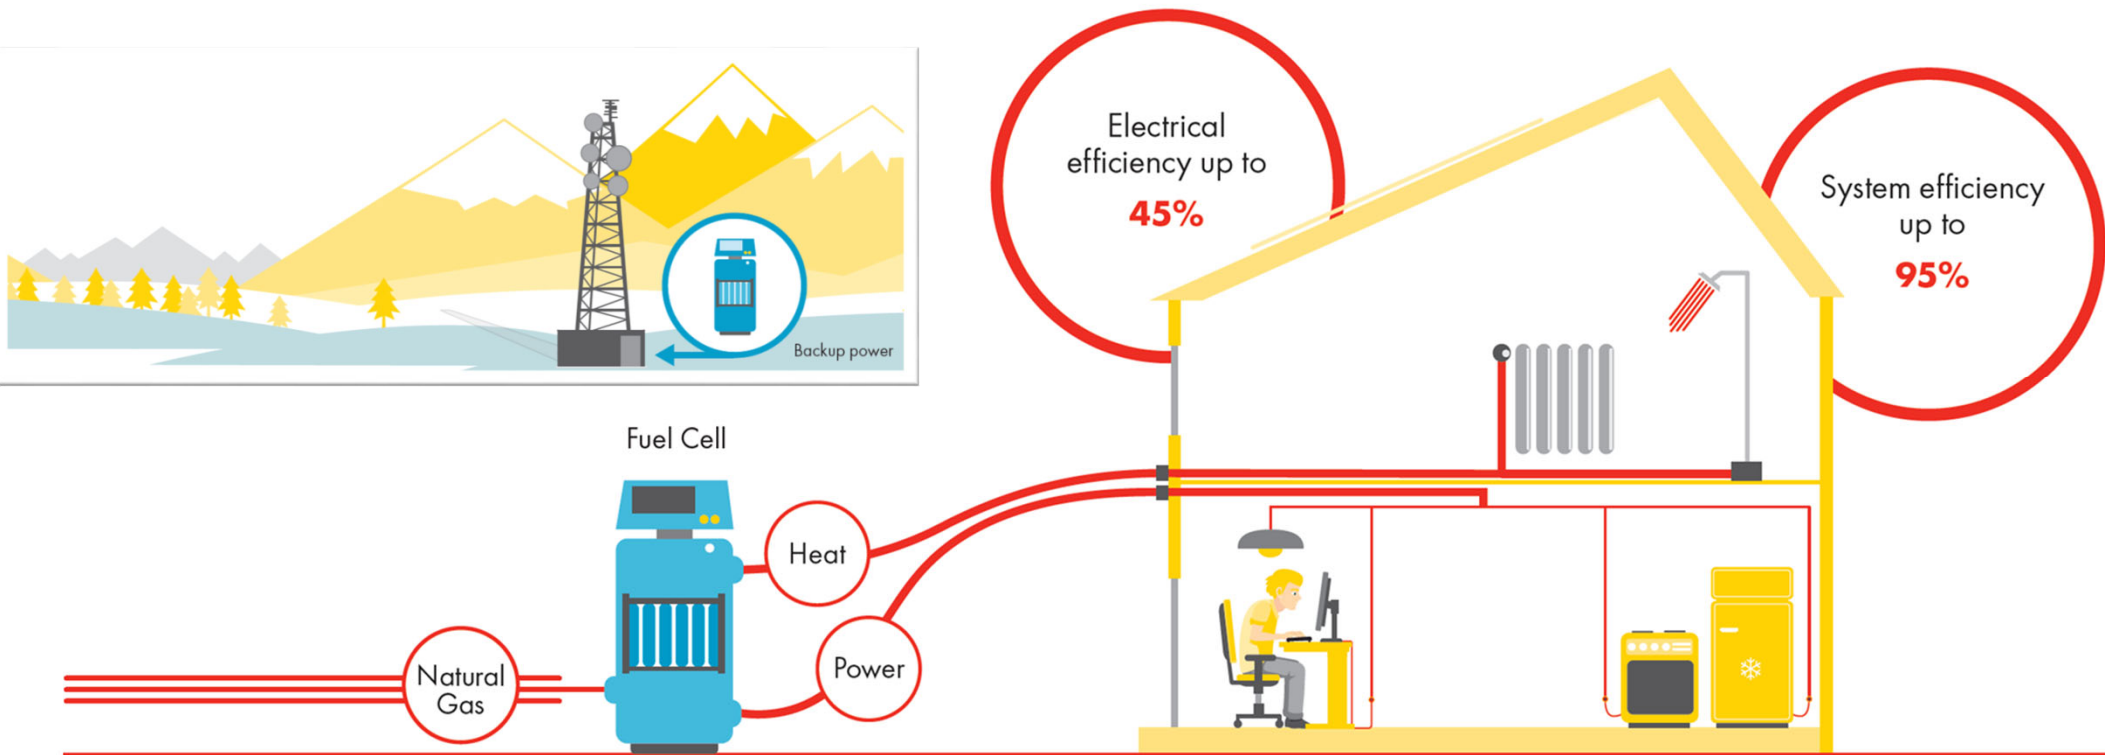 Backup power
Electrical
efficiency up to
45%
System efficiency
up to
95%
Fuel Cell
Heat
Natural
Gas
Power